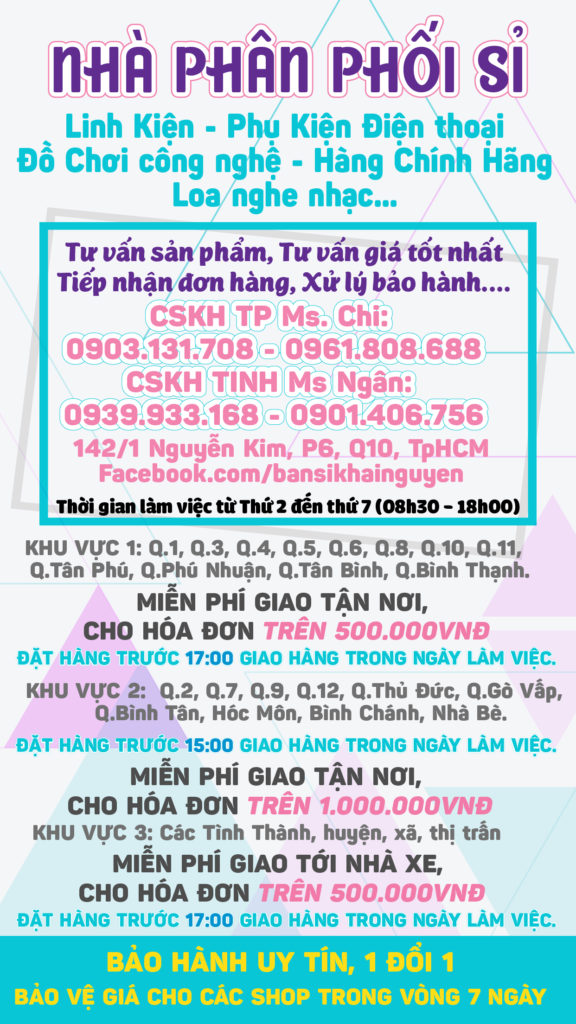 NHÀ PHÂN PHỐI SỈ
Linh Kiện - Phụ Kiện Điện thoại
Đồ Chơi công nghệ - Hàng Chính Hãng
Loa nghe nhạc...
Tư vấn sản phẩm, Tư vấn giá tốt nhất
Tiếp nhận đơn hàng, Xử lý bảo hành....
CSKH TP Ms. Chi:
0903.131.708 - 0961.808.688
CSKH TINH Ms Ngân:
0939.933.168 - 0901.406.756
142/1 Nguyễn Kim, P6, Q10, TpHCM
Facebook.com/bansikhainguyen
Thời gian làm việc từ Thứ 2 đến thứ 7 (08h30 - 18h00)
KHU VỰC 1: Q.1, Q.3, Q.4, Q.5, Q.6, Q.8, Q.10, Q.11,
Q.Tân Phú, Q.Phú Nhuận, Q.Tân Bình, Q.Bình Thạnh.
MIỄN PHÍ GIAO TẬN NƠI,
CHO HÓA ĐƠN TRÊN 500.000VNĐ
ĐẶT HÀNG TRƯỚC 17:00 GIAO HÀNG TRONG NGÀY LÀM VIỆC.
KHU VỰC 2: Q.2, Q.7, Q.9, Q.12, Q.Thủ Đức, Q.Gò Vấp,
Q.Bình Tân, Hóc Môn, Bình Chánh, Nhà Bè.
ĐẶT HÀNG TRƯỚC 15:00 GIAO HÀNG TRONG NGÀY LÀM VIỆC.
MIỄN PHÍ GIAO TẬN NƠI,
CHO HÓA ĐƠN TRÊN 1.000.000VNĐ
KHU VỰC 3: Các Tỉnh Thành, huyện, xã, thị trấn
MIỄN PHÍ GIAO TỚI NHÀ XE,
CHO HÓA ĐƠN TRÊN 500.000VNĐ
ĐẶT HÀNG TRƯỚC 17:00 GIAO HÀNG TRONG NGÀY LÀM VIỆC.
BẢO HÀNH UY TÍN, 1 ĐỔI 1
BẢO VỆ GIÁ CHO CÁC SHOP TRONG VÒNG 7 NGÀY